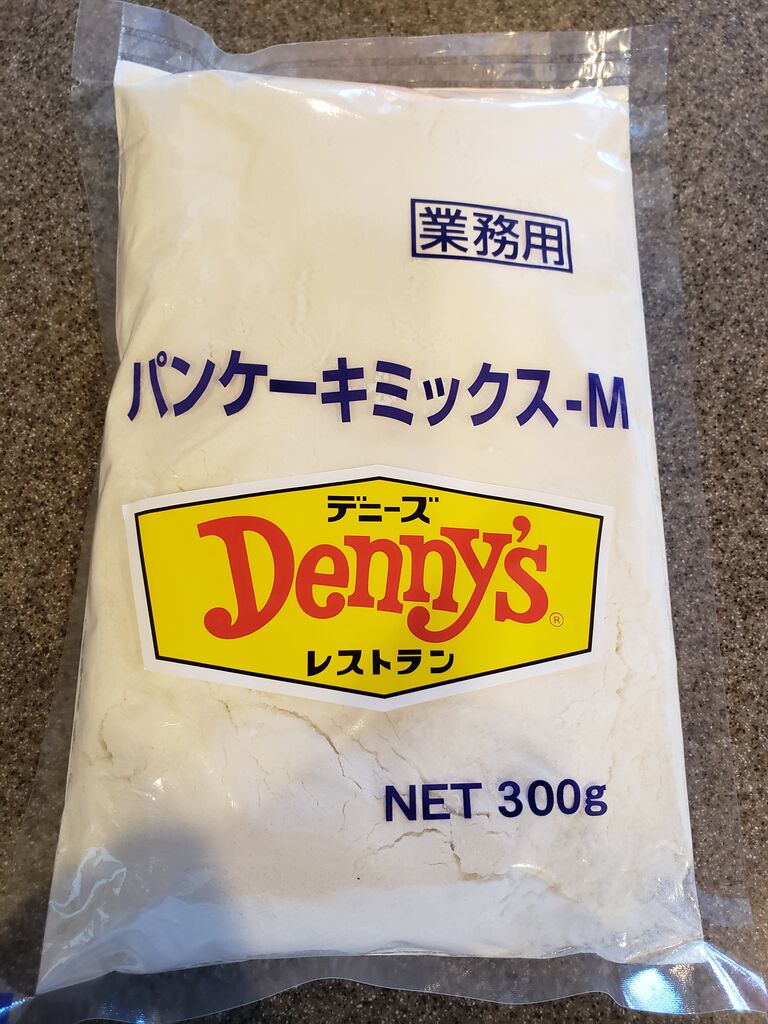 業務用
パンケーキミックス-M
デニーズ
Denny's®
レストラン
NET 300g